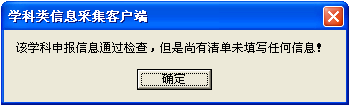 学科类信息采集客户端
该学科申报信息通过检查，但是尚有清单未填写任何信息！
确定